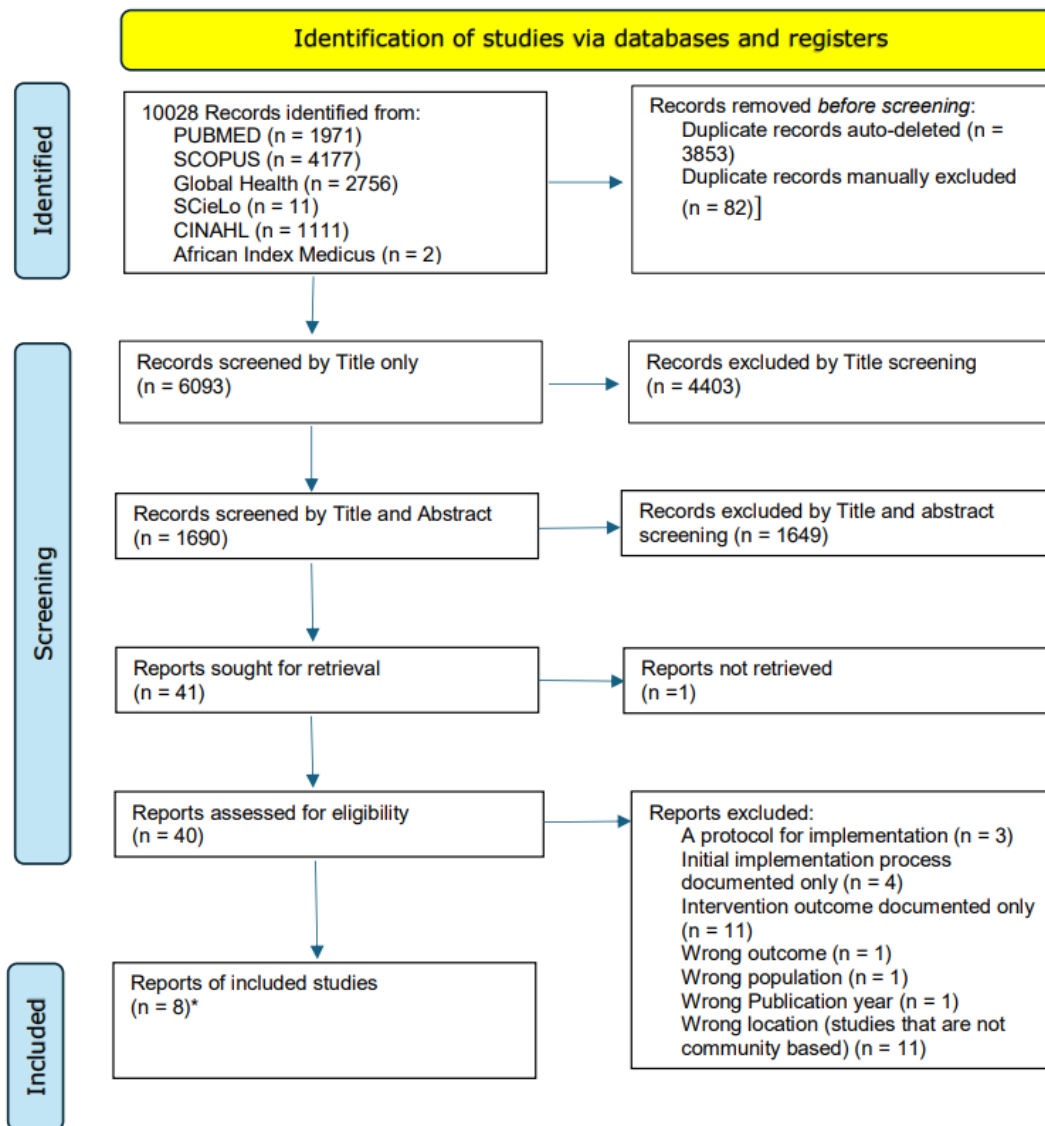 Identification of studies via databases and registers
Identified
10028 Records identified from:
PUBMED (n = 1971)
SCOPUS (n = 4177)
Global Health (n = 2756)
SCieLo (n = 11)
CINAHL (n = 1111)
African Index Medicus (n = 2)
Records removed before screening:
Duplicate records auto-deleted (n =
3853)
Duplicate records manually excluded
(n = 82)]
Screening
Records screened by Title only
(n = 6093)
Records excluded by Title screening
(n = 4403)
Records screened by Title and Abstract
(n = 1690)
Records excluded by Title and abstract
screening (n = 1649)
Reports sought for retrieval
(n = 41)
Reports not retrieved
(n =1)
Reports assessed for eligibility
(n = 40)
Reports excluded:
A protocol for implementation (n = 3)
Initial implementation process
documented only (n = 4)
Intervention outcome documented only
(n = 11)
Wrong outcome (n = 1)
Wrong population (n = 1)
Wrong Publication year (n = 1)
Wrong location (studies that are not
community based) (n = 11)
Included
Reports of included studies
(n = 8)*